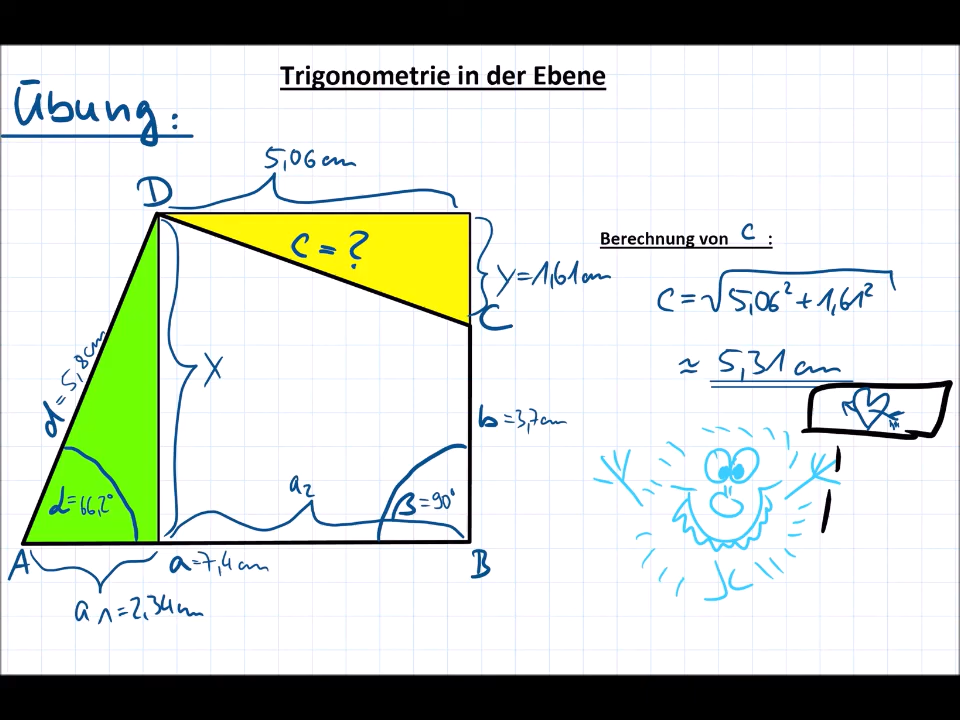 Trigonometrie in der Ebene
Übung:
5,06 cm
D
c = ?
y = 1,61 cm
C
Berechnung von c :
c = √5,06² + 1,61²
≈ 5,31 cm
d = 5,8 cm
x
b = 3,7 cm
a2
α = 66,2°
β = 90°
A
a = 7,4 cm
B
a1 = 2,34 cm